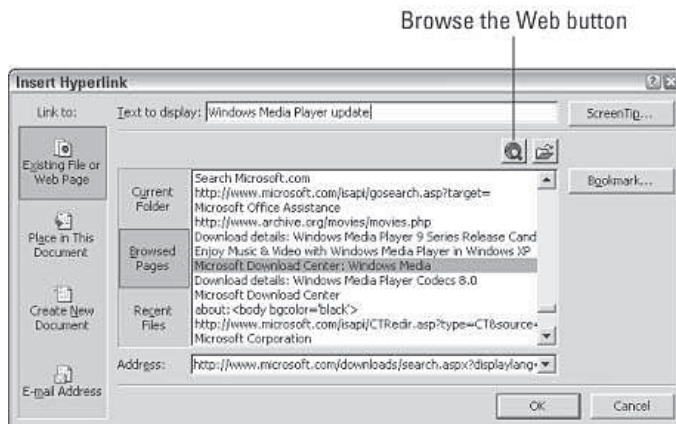 Browse the Web button
Insert Hyperlink
Link to:
Text to display: Windows Media Player update
ScreenTip...
Existing File or
Web Page
Place in This
Document
Create New
Document
E-mail Address
Current
Folder
Browsed
Pages
Recent
Files
Search Microsoft.com
http://www.microsoft.com/isapi/gosearch.asp?target=
Microsoft Office Assistance
http://www.archive.org/movies/movies.php
Download details: Windows Media Player 9 Series Release Cand
Enjoy Music & Video with Windows Media Player in Windows XP
Microsoft Download Center: Windows Media
Download details: Windows Media Player Codecs 8.0
Microsoft Download Center
about:<body bgcolor='black'>
http://www.microsoft.com/isapi/CTRedir.asp?type=CT&source=
Microsoft Corporation
Bookmark...
Address: http://www.microsoft.com/downloads/search.aspx?displaylang=
OK
Cancel